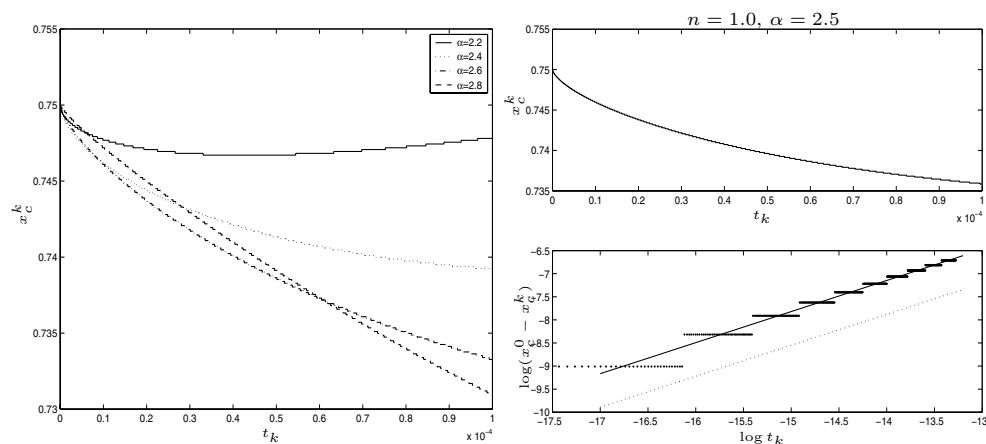 0.755
0.75
0.745
0.74
0.735
0.73
x_c^k
α=2.2
α=2.4
α=2.6
α=2.8
0 0.1 0.2 0.3 0.4 0.5 0.6 0.7 0.8 0.9 1
t_k
x 10⁻⁴
n = 1.0, α = 2.5
0.755
0.75
0.745
0.74
0.735
x_c^k
0 0.1 0.2 0.3 0.4 0.5 0.6 0.7 0.8 0.9 1
t_k
x 10⁻⁴
-6.5
-7
-7.5
-8
-8.5
-9
-9.5
-10
log(x_c^0 − x_c^k)
-17.5 -17 -16.5 -16 -15.5 -15 -14.5 -14 -13.5 -13
log t_k